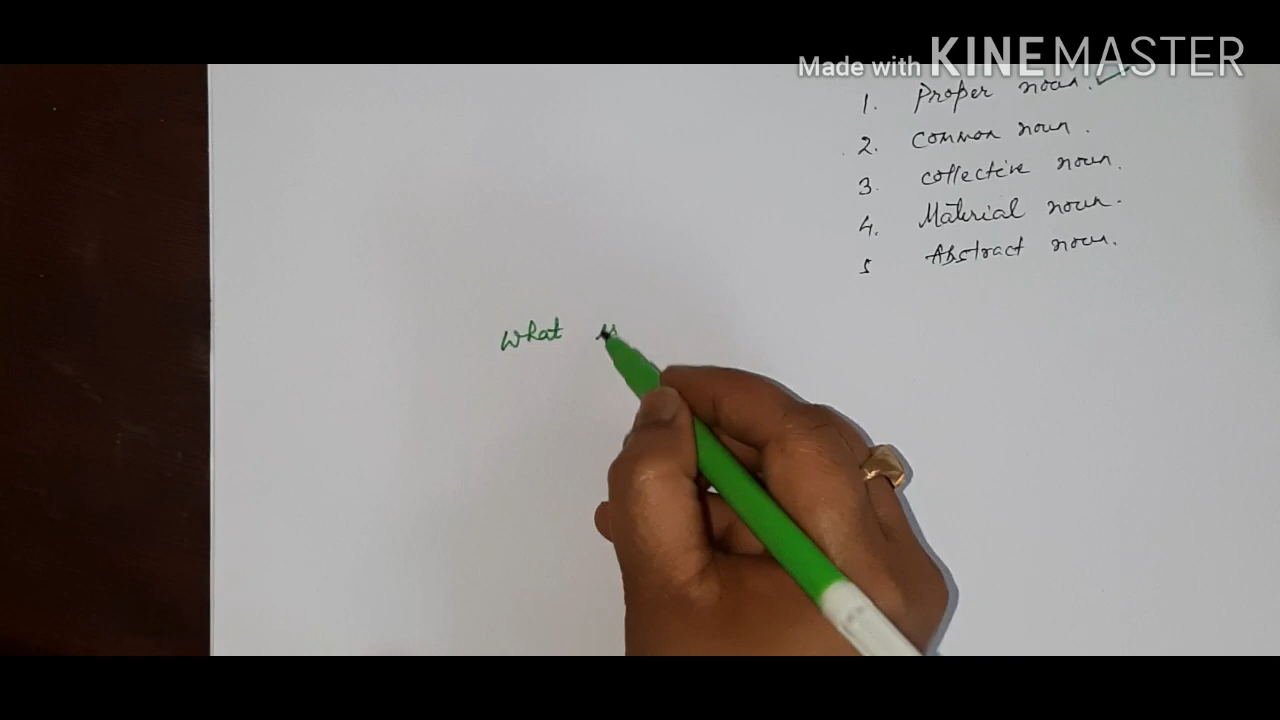 Made with KINEMASTER
1. Proper noun.
2. Common noun.
3. collective noun.
4. Material noun.
5 Abstract noun.
What is